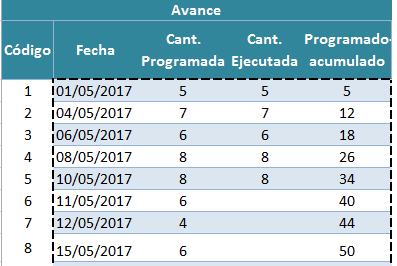 Avance
Código Fecha Cant. Programada Cant. Ejecutada Programado-acumulado
1 01/05/2017 5 5 5
2 04/05/2017 7 7 12
3 06/05/2017 6 6 18
4 08/05/2017 8 8 26
5 10/05/2017 8 8 34
6 11/05/2017 6 40
7 12/05/2017 4 44
8 15/05/2017 6 50